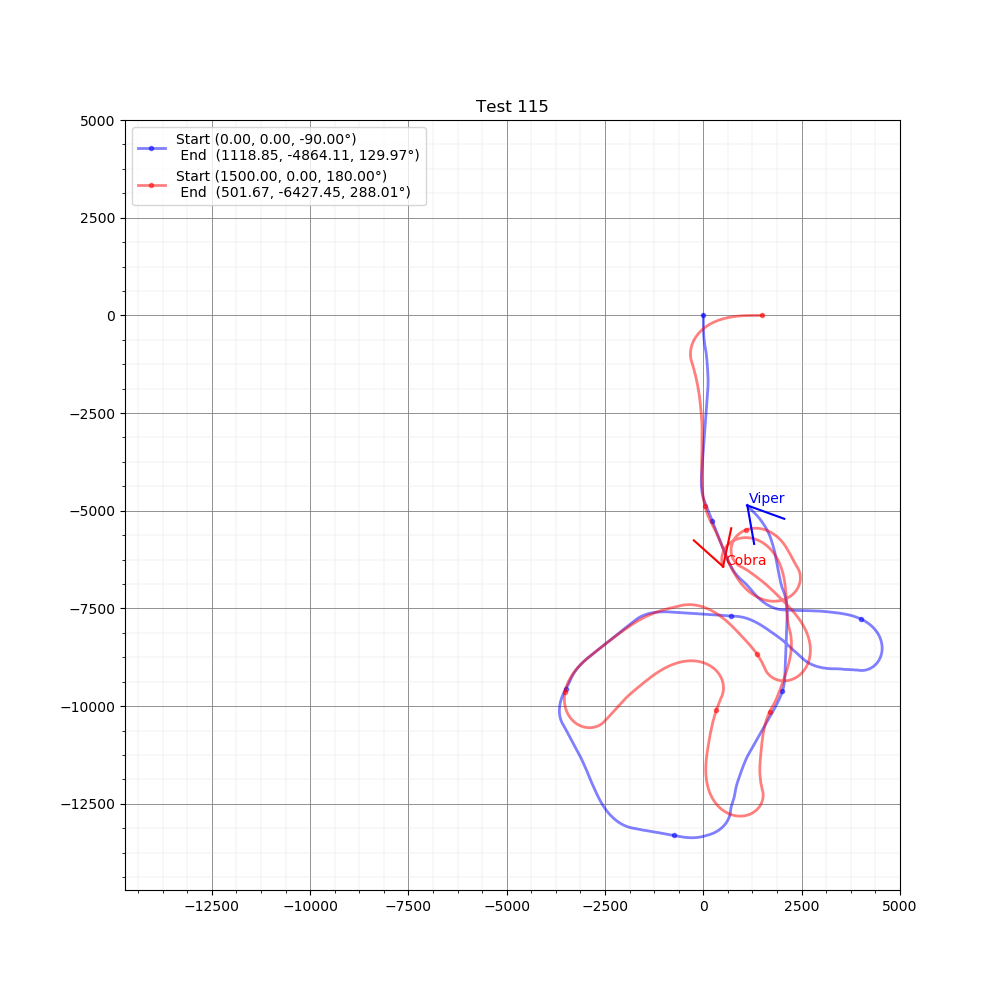 Test 115
Start (0.00, 0.00, -90.00°)
End (1118.85, -4864.11, 129.97°)
Start (1500.00, 0.00, 180.00°)
End (501.67, -6427.45, 288.01°)
5000
2500
0
−2500
−5000
−7500
−10000
−12500
Viper
Cobra
−12500 −10000 −7500 −5000 −2500 0 2500 5000